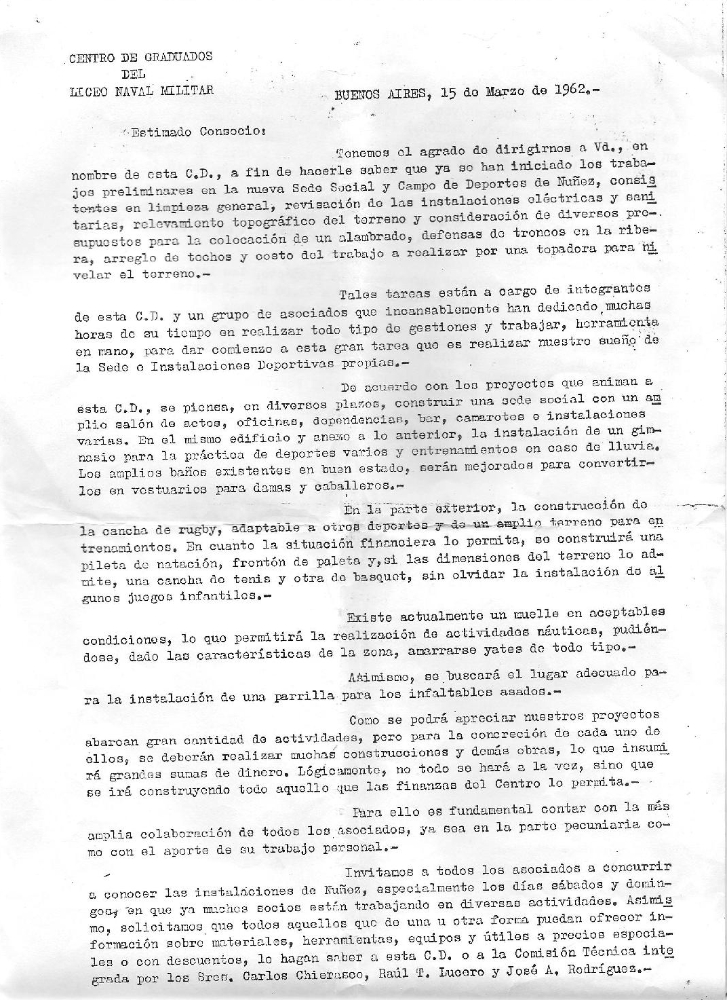 CENTRO DE GRADUADOS
DEL
LICEO NAVAL MILITAR
BUENOS AIRES, 15 de Marzo de 1962.-
Estimado Consocio:
Tenemos el agrado de dirigirnos a Vd., en
nombre de esta C.D., a fin de hacerle saber que ya se han iniciado los traba-
jos preliminares en la nueva Sede Social y Campo de Deportes de Nuñez, consis
tentes en limpieza general, revisación de las instalaciones eléctricas y sani
tarias, relevamiento topográfico del terreno y consideración de diversos pre-
supuestos para la colocación de un alambrado, defensas de troncos en la ribe-
ra, arreglo de techos y costo del trabajo a realizar por una topadora para ni
velar el terreno.-
Tales tareas están a cargo de integrantes
de esta C.D. y un grupo de asociados que incansablemente han dedicado muchas
horas de su tiempo en realizar todo tipo de gestiones y trabajar, herramienta
en mano, para dar comienzo a esta gran tarea que es realizar nuestro sueño de
la Sede e Instalaciones Deportivas propias.-
De acuerdo con los proyectos que animan a
esta C.D., se piensa, en diversos plazos, construir una sede social con un am
plio salón de actos, oficinas, dependencias, bar, camarotes e instalaciones
varias. En el mismo edificio y anexo a lo anterior, la instalación de un gim-
nasio para la práctica de deportes varios y entrenamientos en caso de lluvia.
Los amplios baños existentes en buen estado, serán mejorados para convertir-
los en vestuarios para damas y caballeros.-
En la parte exterior, la construcción de
la cancha de rugby, adaptable a otros deportes y de un amplio terreno para en
trenamientos. En cuanto la situación financiera lo permita, se construirá una
pileta de natación, frontón de paleta y,si las dimensiones del terreno lo ad-
mite, una cancha de tenis y otra de basquet, sin olvidar la instalación de al
gunos juegos infantiles.-
Existe actualmente un muelle en aceptables
condiciones, lo que permitirá la realización de actividades náuticas, pudién-
dose, dado las características de la zona, amarrarse yates de todo tipo.-
Asimismo, se buscará el lugar adecuado pa-
ra la instalación de una parrilla para los infaltables asados.-
Como se podrá apreciar nuestros proyectos
abarcan gran cantidad de actividades, pero para la concreción de cada uno de
ellos, se deberán realizar muchas construcciones y demás obras, lo que insumi
rá grandes sumas de dinero. Lógicamente, no todo se hará a la vez, sino que
se irá construyendo todo aquello que las finanzas del Centro lo permita.-
Para ello es fundamental contar con la más
amplia colaboración de todos los asociados, ya sea en la parte pecuniaria co-
mo con el aporte de su trabajo personal.-
Invitamos a todos los asociados a concurrir
a conocer las instalaciones de Nuñez, especialmente los días sábados y domin-
gos, en que ya muchos socios están trabajando en diversas actividades. Asimis
mo, solicitamos que todos aquellos que de una u otra forma puedan ofrecer in-
formación sobre materiales, herramientas, equipos y útiles a precios especia-
les o con descuentos, lo hagan saber a esta C.D. o a la Comisión Técnica inte
grada por los Sres. Carlos Chierasco, Raúl T. Lucero y José A. Rodríguez.-